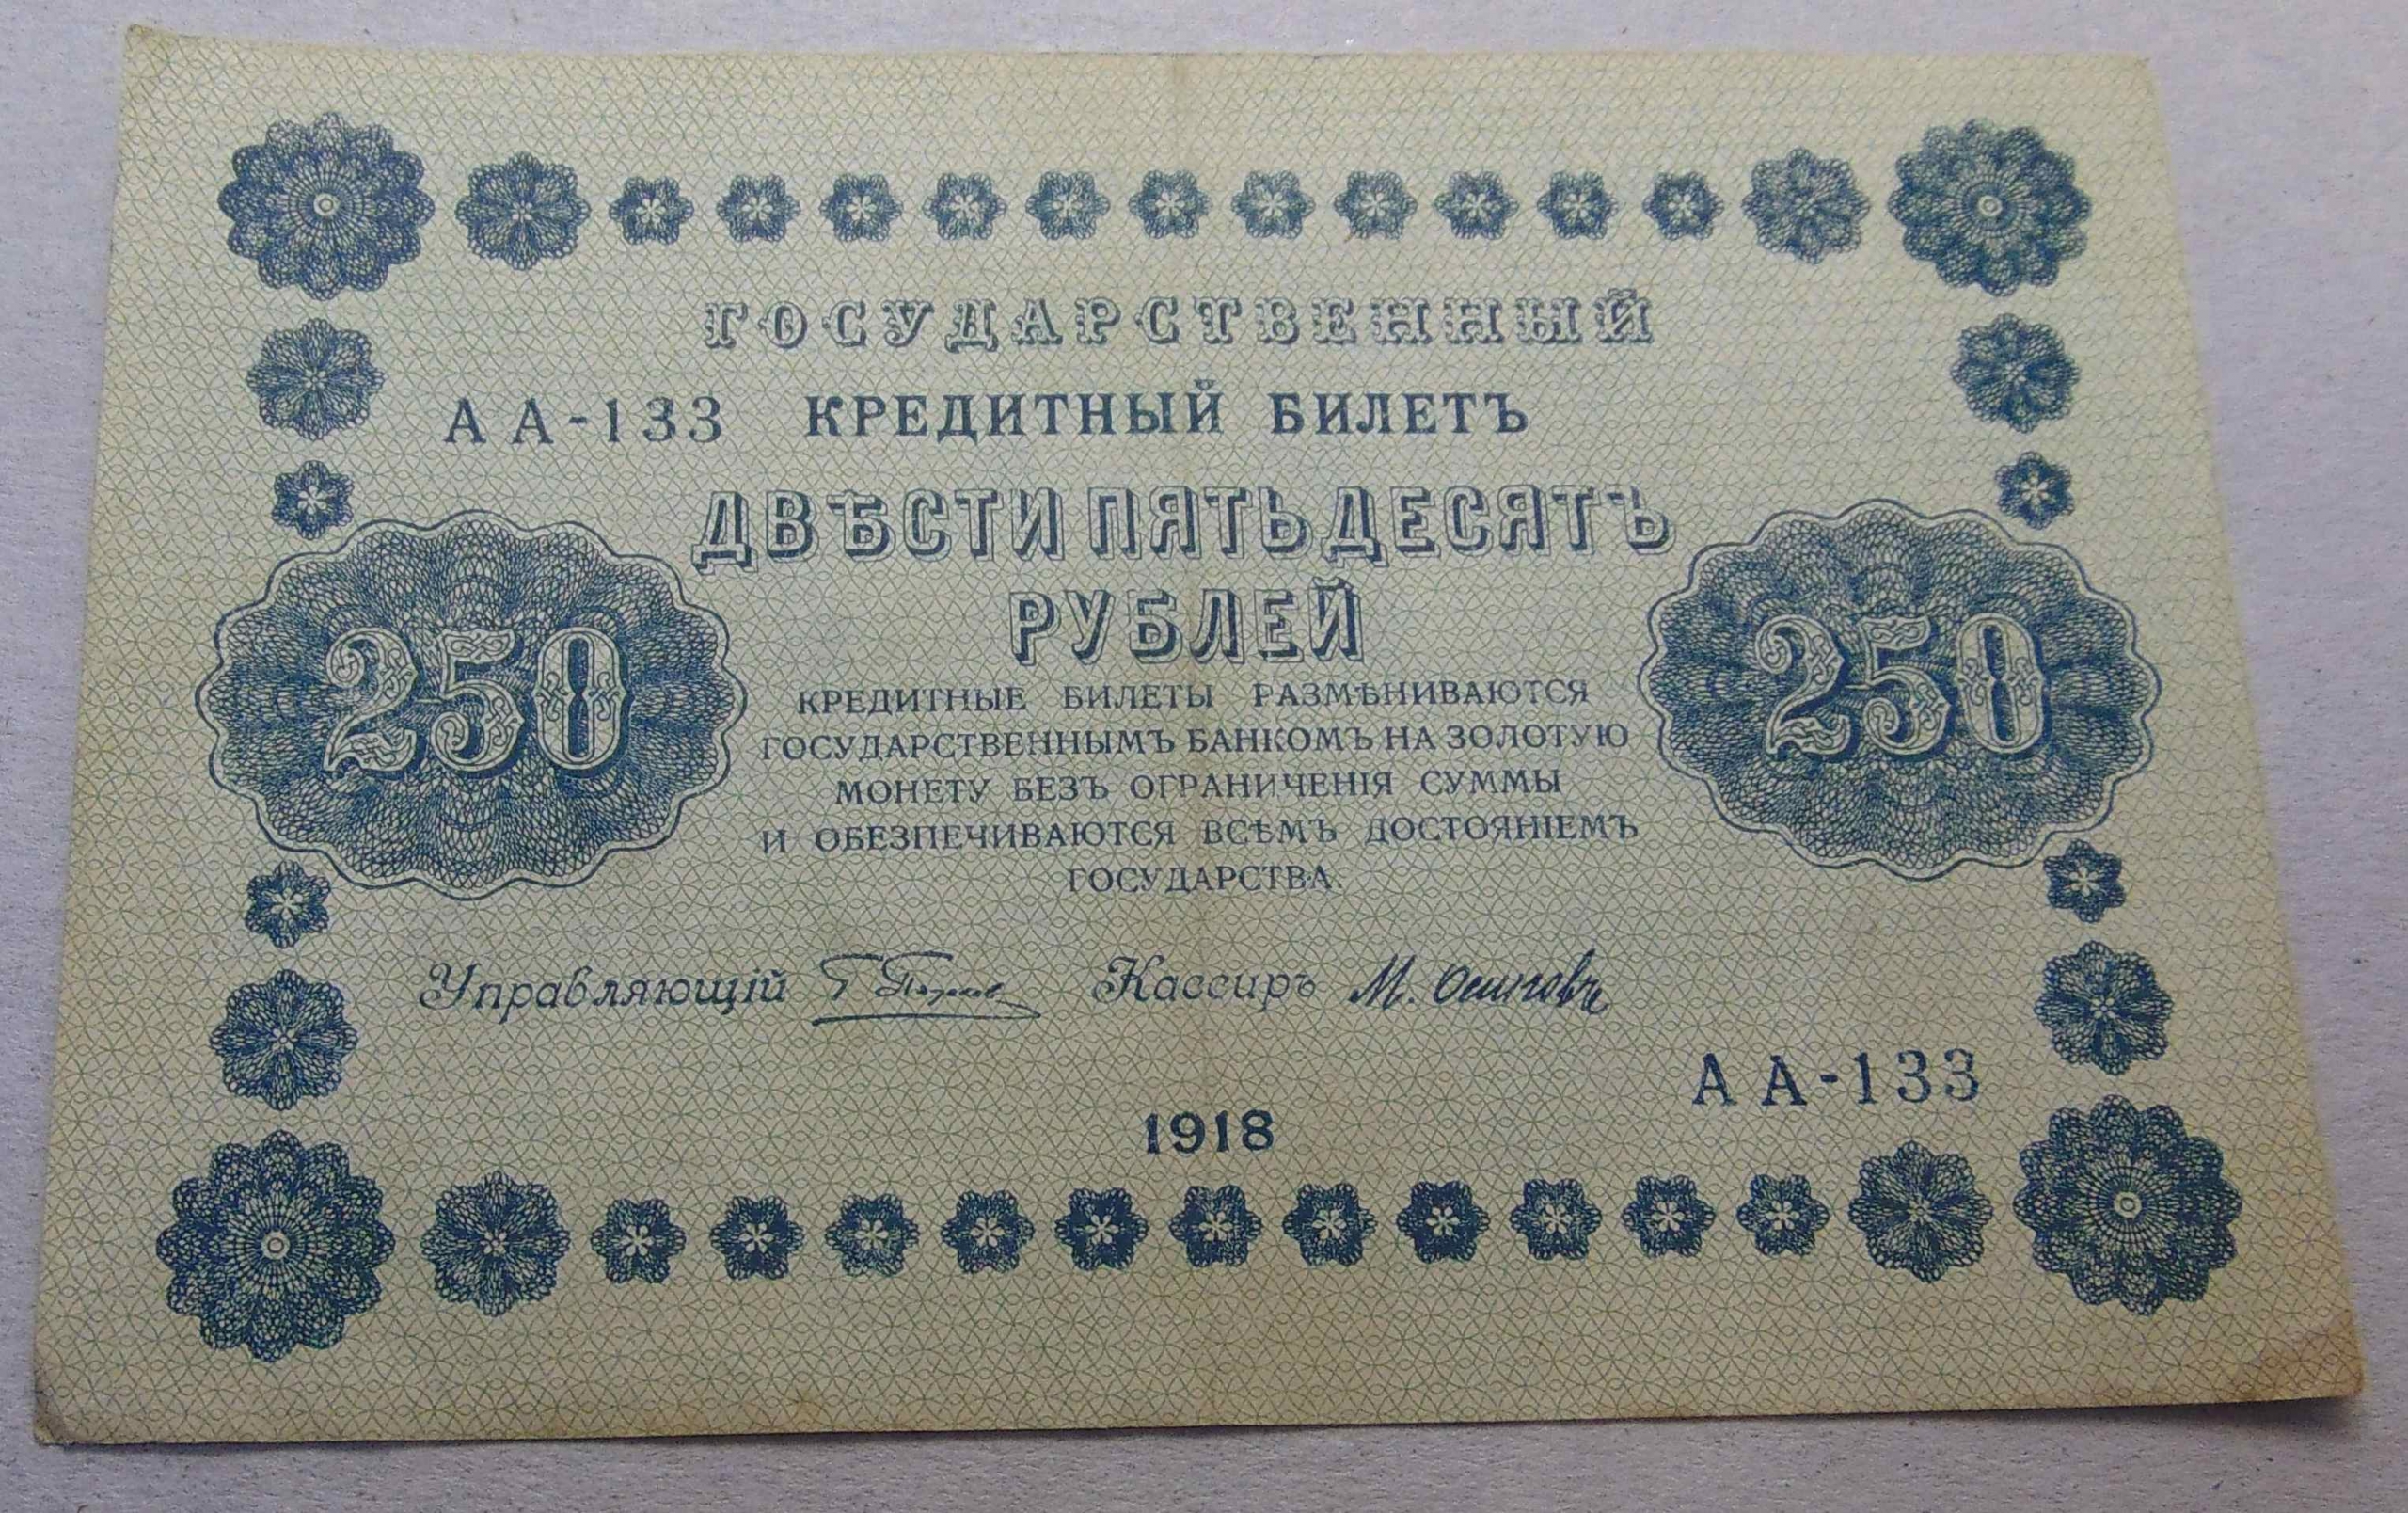 ГОСУДАРСТВЕННЫЙ
АА-133 КРЕДИТНЫЙ БИЛЕТЪ
ДВѢСТИ ПЯТЬДЕСЯТЪ
РУБЛЕЙ
250 250
КРЕДИТНЫЕ БИЛЕТЫ РАЗМѢНИВАЮТСЯ
ГОСУДАРСТВЕННЫМЪ БАНКОМЪ НА ЗОЛОТУЮ
МОНЕТУ БЕЗЪ ОГРАНИЧЕНІЯ СУММЫ
И ОБЕЗПЕЧИВАЮТСЯ ВСѢМЪ ДОСТОЯНІЕМЪ
ГОСУДАРСТВА.
Управляющій Кассиръ М. Осиповъ
АА-133
1918